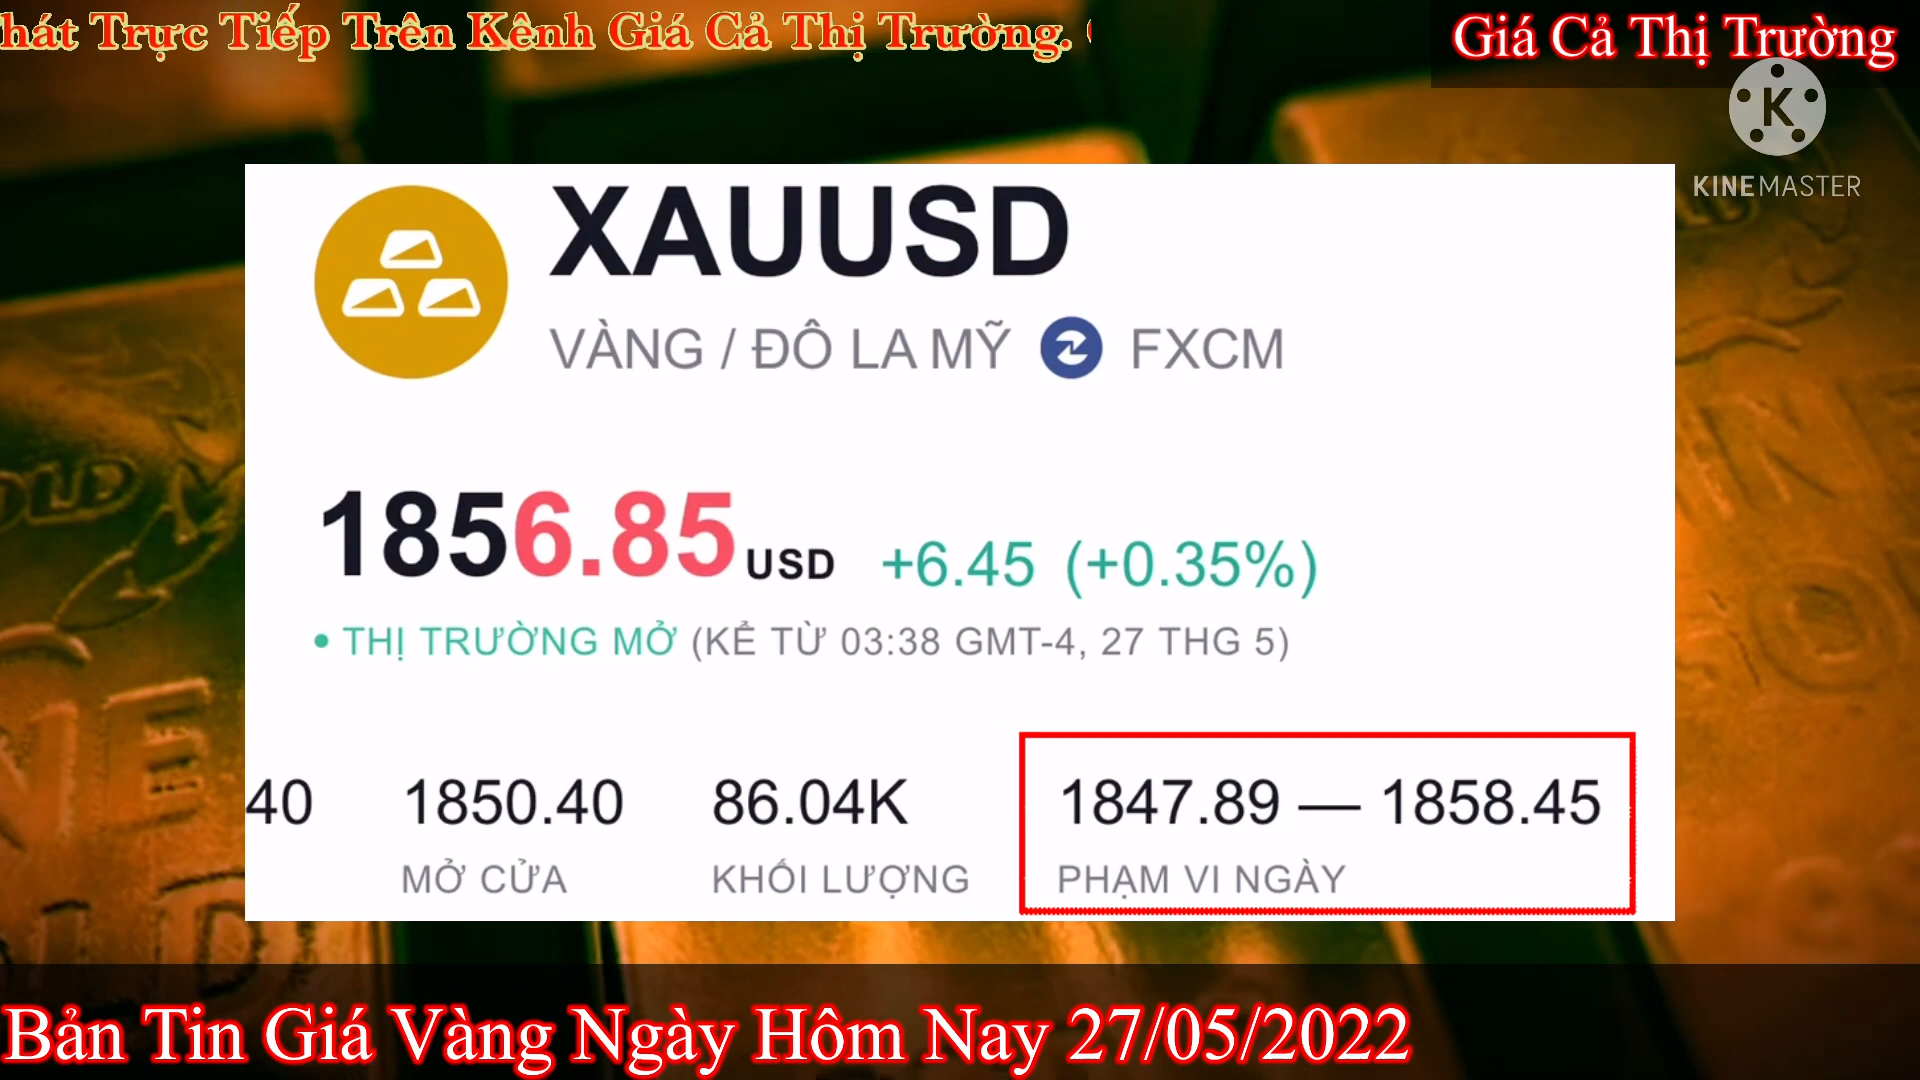 hát Trực Tiếp Trên Kênh Giá Cả Thị Trường.
Giá Cả Thị Trường
K
KINEMASTER
XAUUSD
VÀNG / ĐÔ LA MỸ FXCM
1856.85 USD +6.45 (+0.35%)
• THỊ TRƯỜNG MỞ (KỂ TỪ 03:38 GMT-4, 27 THG 5)
40 1850.40 86.04K 1847.89 — 1858.45
MỞ CỬA KHỐI LƯỢNG PHẠM VI NGÀY
Bản Tin Giá Vàng Ngày Hôm Nay 27/05/2022